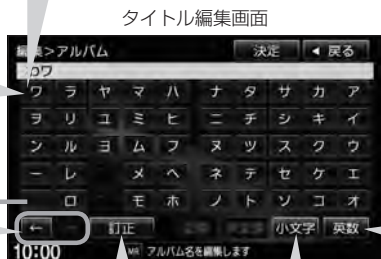 タイトル編集画面
編集>アルバム 決定 ◀ 戻る
ワ ラ ヤ マ ハ ナ タ サ カ ア
ヲ リ ユ ミ ヒ ニ チ シ キ イ
ン ル ヨ ム フ ヌ ツ ス ク ウ
ー レ メ ヘ ネ テ セ ケ エ
ロ モ ホ ノ ト ソ コ オ
← 訂正 小文字 英数
10:00 アルバム名を編集します